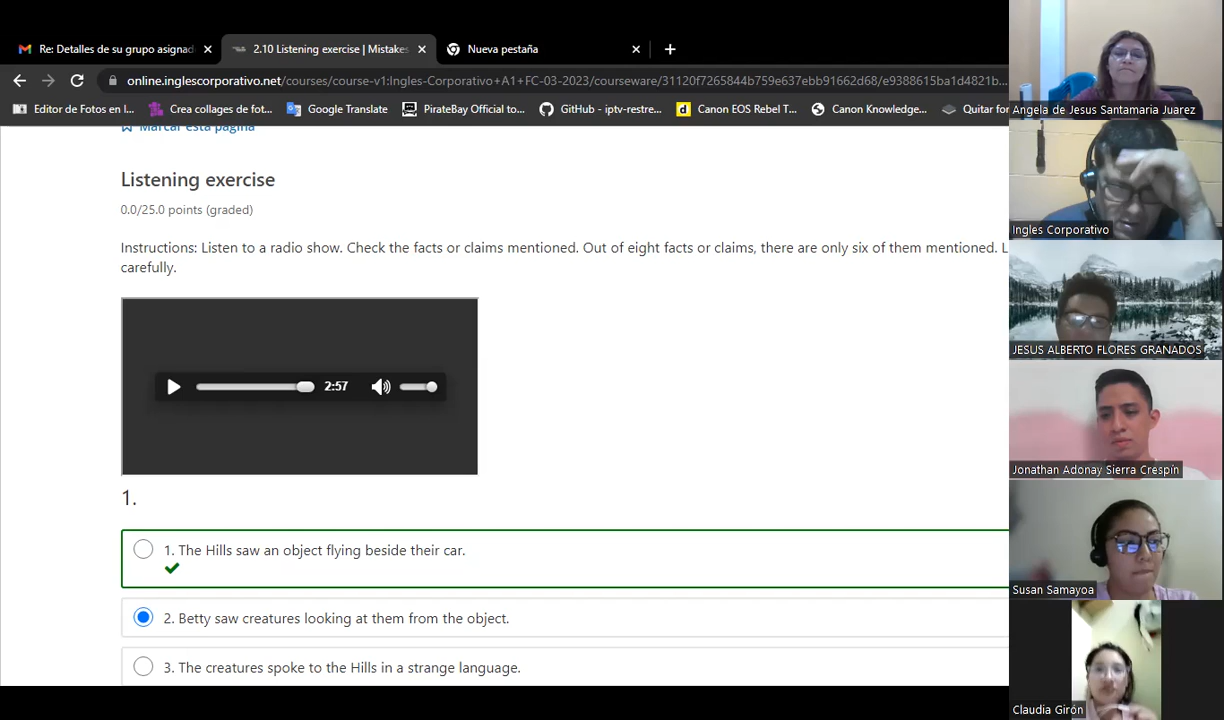 Re: Detalles de su grupo asignad
2.10 Listening exercise | Mistakes
Nueva pestaña
online.inglescorporativo.net/courses/course-v1:Ingles-Corporativo+A1+FC-03-2023/courseware/31120f7265844b759e637ebb91662d68/e9388615ba1d4821b...
Editor de Fotos en l...
Crea collages de fot...
Google Translate
PirateBay Official to...
GitHub - iptv-restre...
Canon EOS Rebel T...
Canon Knowledge...
Quitar for
Marcar esta página
Listening exercise
0.0/25.0 points (graded)
Instructions: Listen to a radio show. Check the facts or claims mentioned. Out of eight facts or claims, there are only six of them mentioned. L
carefully.
2:57
1.
1. The Hills saw an object flying beside their car.
2. Betty saw creatures looking at them from the object.
3. The creatures spoke to the Hills in a strange language.
Angela de Jesus Santamaria Juarez
Ingles Corporativo
JESUS ALBERTO FLORES GRANADOS
Jonathan Adonay Sierra Crespín
Susan Samayoa
Claudia Girón